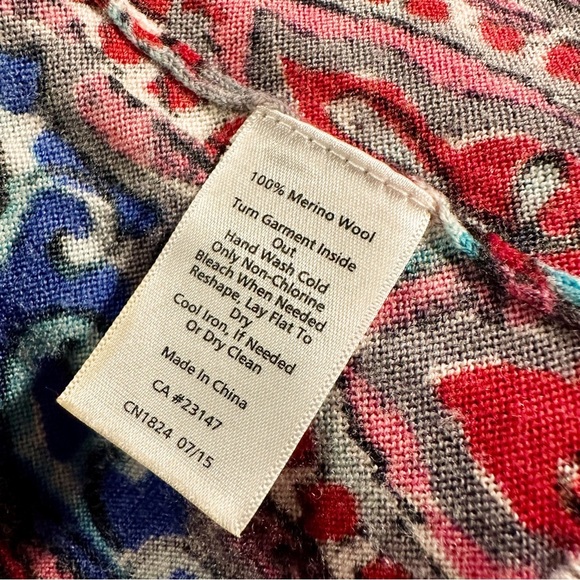 100% Merino Wool
Turn Garment Inside
Out
Hand Wash Cold
Only Non-Chlorine
Bleach When Needed
Reshape, Lay Flat To
Dry
Cool Iron, if Needed
Or Dry Clean
Made In China
CA #23147
CN1824 07/15